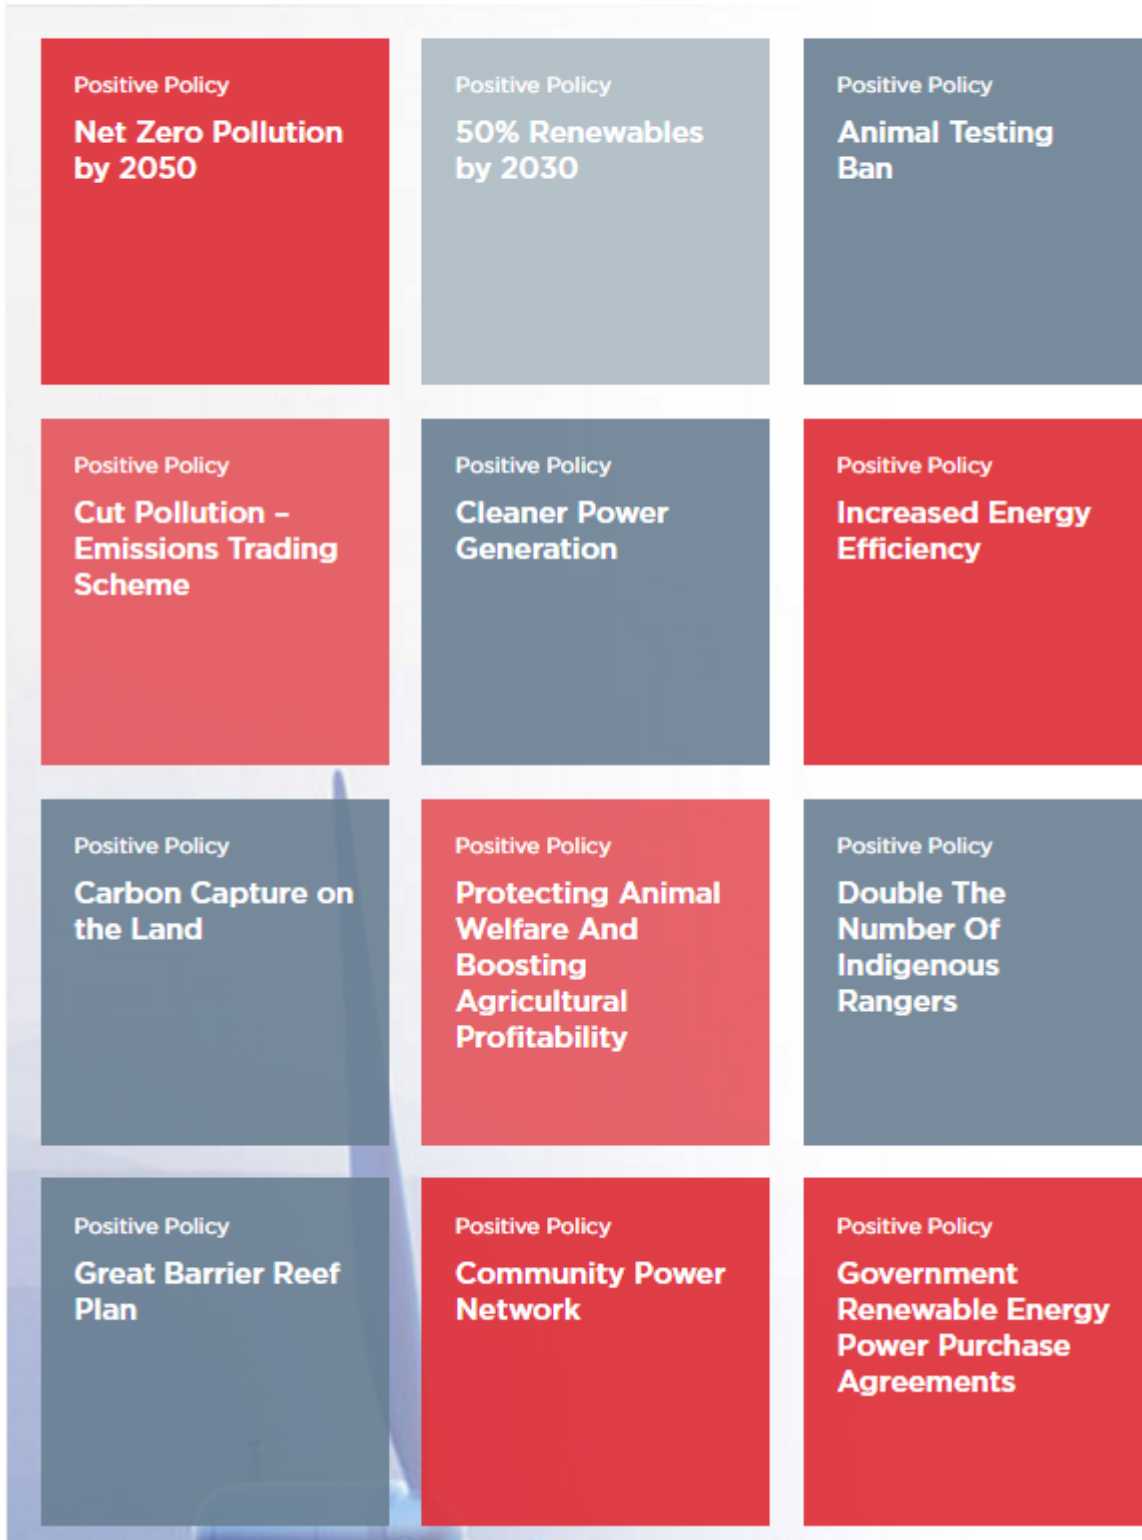 Positive Policy
Net Zero Pollution
by 2050
Positive Policy
50% Renewables
by 2030
Positive Policy
Animal Testing
Ban
Positive Policy
Cut Pollution –
Emissions Trading
Scheme
Positive Policy
Cleaner Power
Generation
Positive Policy
Increased Energy
Efficiency
Positive Policy
Carbon Capture on
the Land
Positive Policy
Protecting Animal
Welfare And
Boosting
Agricultural
Profitability
Positive Policy
Double The
Number Of
Indigenous
Rangers
Positive Policy
Great Barrier Reef
Plan
Positive Policy
Community Power
Network
Positive Policy
Government
Renewable Energy
Power Purchase
Agreements